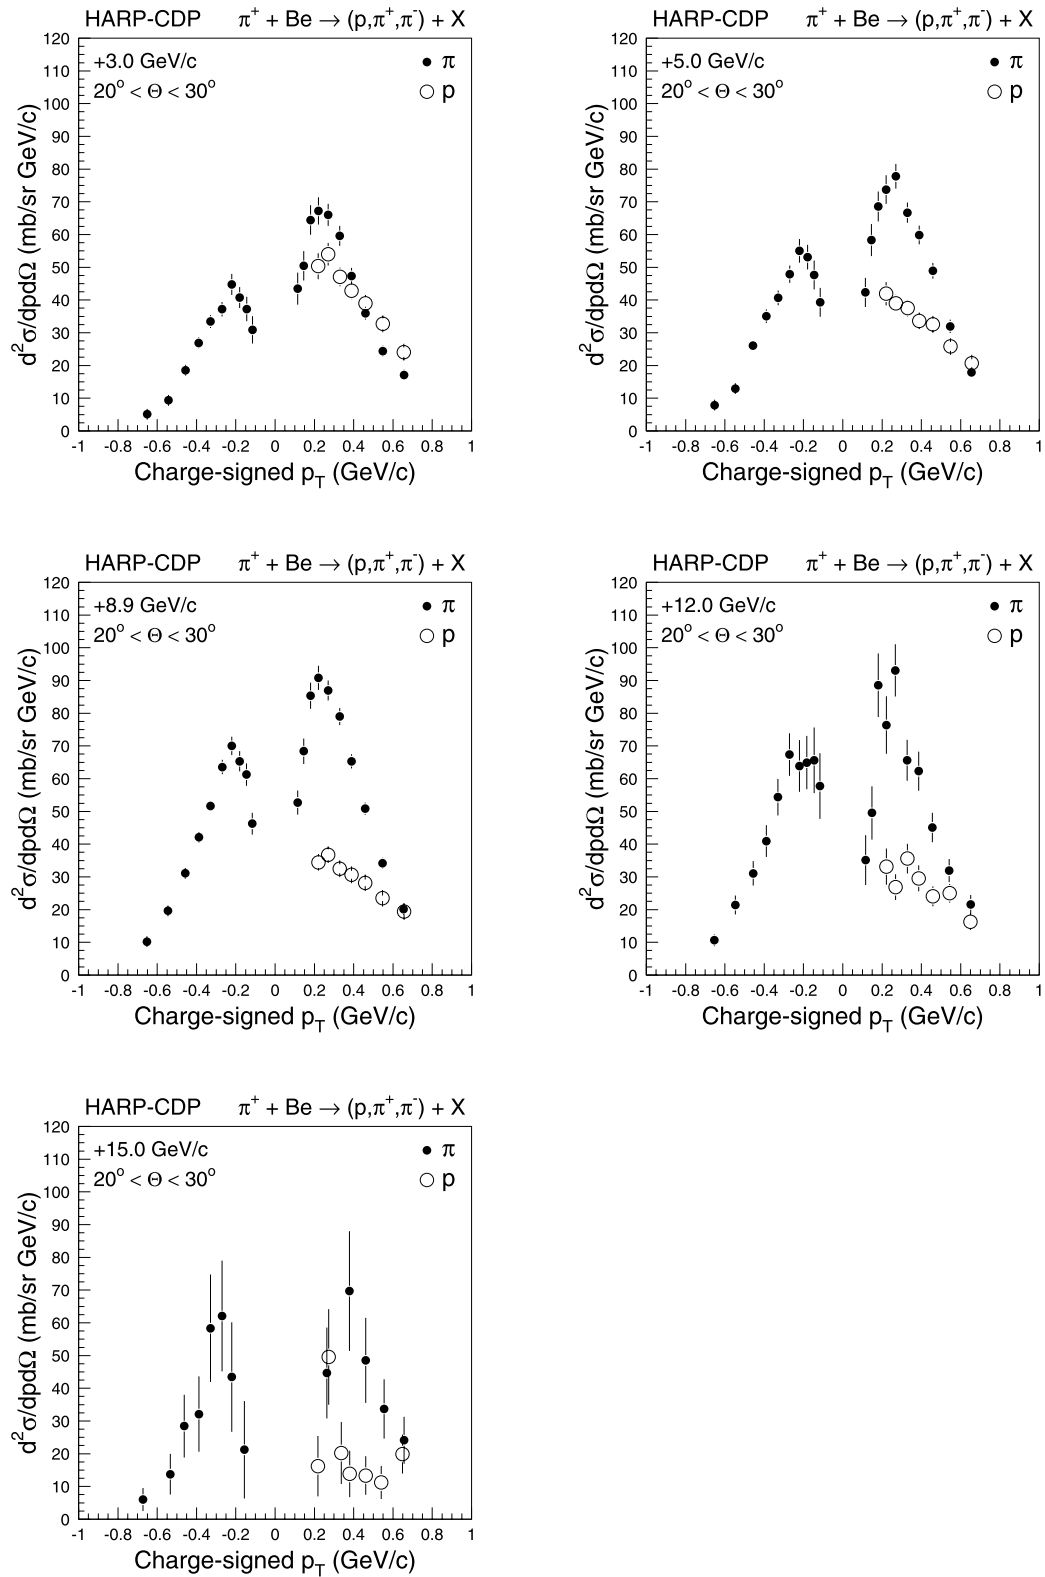 HARP-CDP π⁺ + Be → (p,π⁺,π⁻) + X
+3.0 GeV/c
20° < Θ < 30°
π
p
d²σ/dpdΩ (mb/sr GeV/c)
120
110
100
90
80
70
60
50
40
30
20
10
0
-1 -0.8 -0.6 -0.4 -0.2 0 0.2 0.4 0.6 0.8 1
Charge-signed p_T (GeV/c)
HARP-CDP π⁺ + Be → (p,π⁺,π⁻) + X
+5.0 GeV/c
20° < Θ < 30°
π
p
d²σ/dpdΩ (mb/sr GeV/c)
120
110
100
90
80
70
60
50
40
30
20
10
0
-1 -0.8 -0.6 -0.4 -0.2 0 0.2 0.4 0.6 0.8 1
Charge-signed p_T (GeV/c)
HARP-CDP π⁺ + Be → (p,π⁺,π⁻) + X
+8.9 GeV/c
20° < Θ < 30°
π
p
d²σ/dpdΩ (mb/sr GeV/c)
120
110
100
90
80
70
60
50
40
30
20
10
0
-1 -0.8 -0.6 -0.4 -0.2 0 0.2 0.4 0.6 0.8 1
Charge-signed p_T (GeV/c)
HARP-CDP π⁺ + Be → (p,π⁺,π⁻) + X
+12.0 GeV/c
20° < Θ < 30°
π
p
d²σ/dpdΩ (mb/sr GeV/c)
120
110
100
90
80
70
60
50
40
30
20
10
0
-1 -0.8 -0.6 -0.4 -0.2 0 0.2 0.4 0.6 0.8 1
Charge-signed p_T (GeV/c)
HARP-CDP π⁺ + Be → (p,π⁺,π⁻) + X
+15.0 GeV/c
20° < Θ < 30°
π
p
d²σ/dpdΩ (mb/sr GeV/c)
120
110
100
90
80
70
60
50
40
30
20
10
0
-1 -0.8 -0.6 -0.4 -0.2 0 0.2 0.4 0.6 0.8 1
Charge-signed p_T (GeV/c)